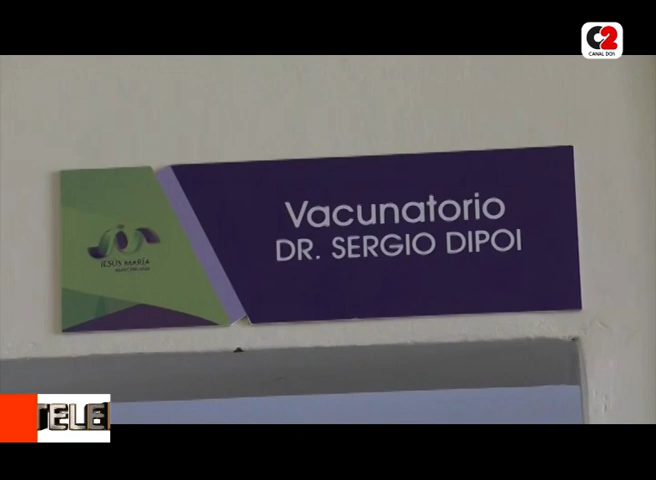 C2
CANAL DOS
Vacunatorio
DR. SERGIO DIPOI
JESÚS MARÍA
TELE